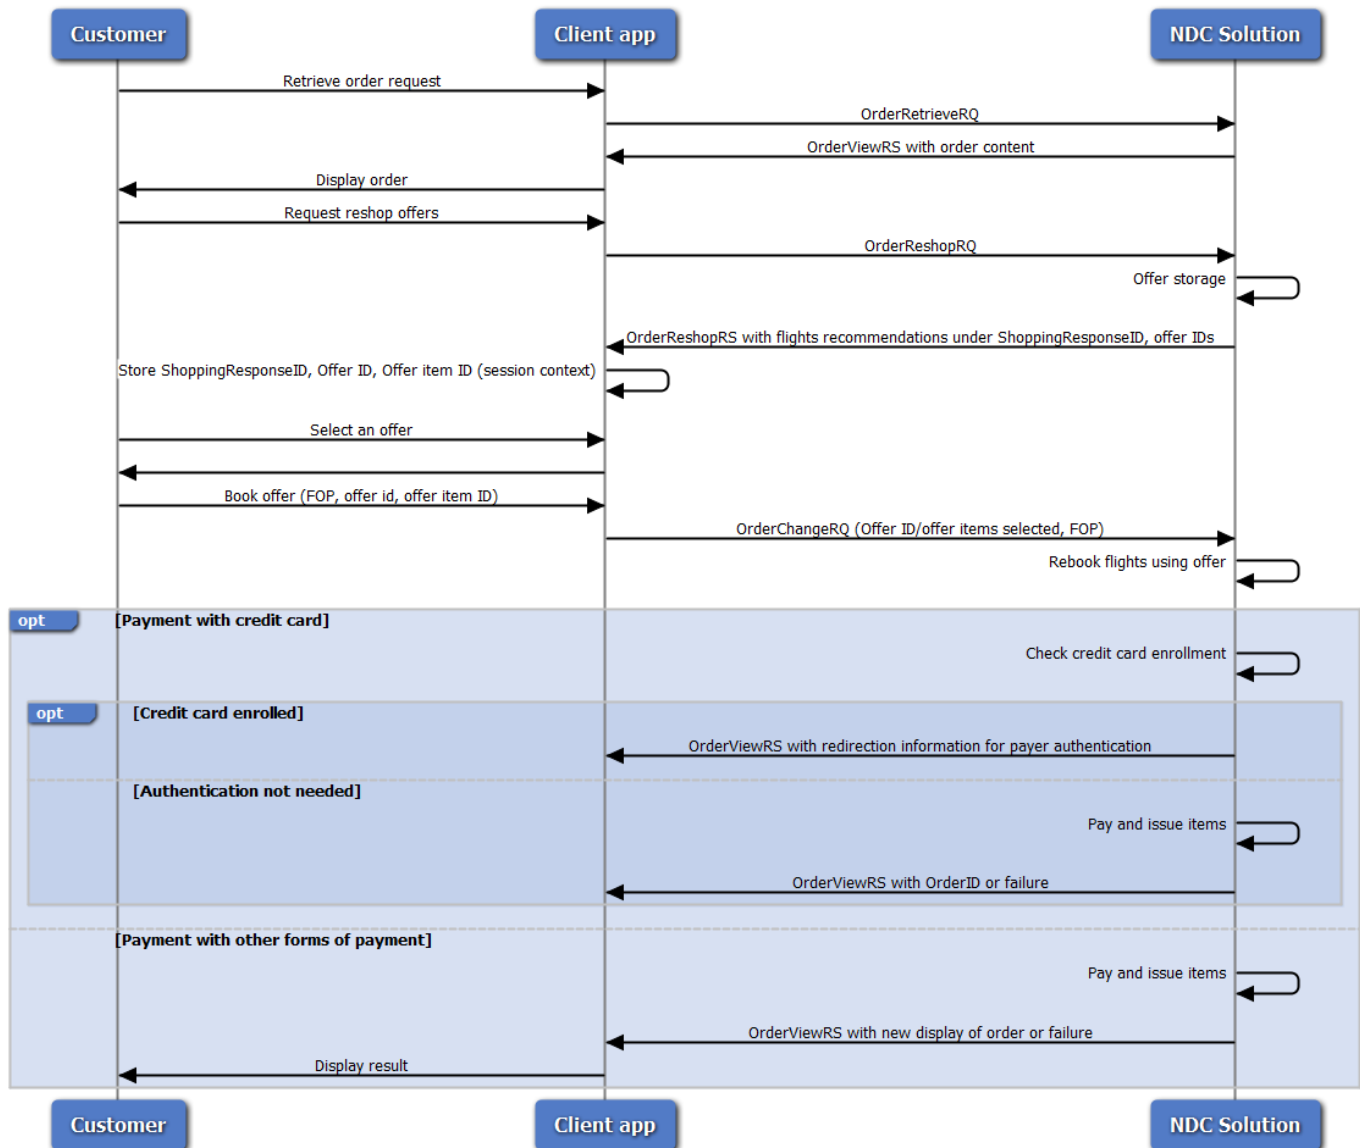 Customer
Client app
NDC Solution
Retrieve order request
OrderRetrieveRQ
OrderViewRS with order content
Display order
Request reshop offers
OrderReshopRQ
Offer storage
OrderReshopRS with flights recommendations under ShoppingResponseID, offer IDs
Store ShoppingResponseID, Offer ID, Offer item ID (session context)
Select an offer
Book offer (FOP, offer id, offer item ID)
OrderChangeRQ (Offer ID/offer items selected, FOP)
Rebook flights using offer
opt
[Payment with credit card]
Check credit card enrollment
opt
[Credit card enrolled]
OrderViewRS with redirection information for payer authentication
[Authentication not needed]
Pay and issue items
OrderViewRS with OrderID or failure
[Payment with other forms of payment]
Pay and issue items
OrderViewRS with new display of order or failure
Display result
Customer
Client app
NDC Solution